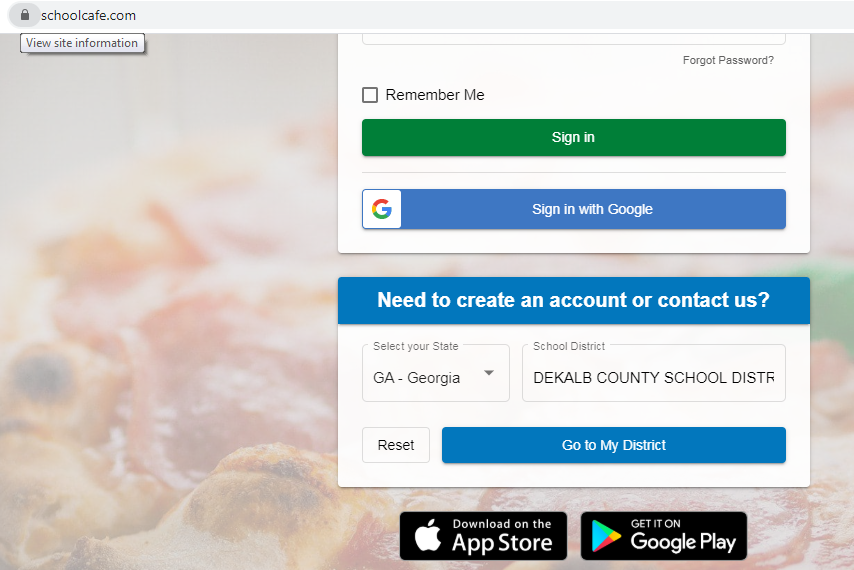 schoolcafe.com
View site information
Forgot Password?
Remember Me
Sign in
Sign in with Google
Need to create an account or contact us?
Select your State
School District
GA - Georgia
DEKALB COUNTY SCHOOL DISTR
Reset
Go to My District
Download on the
App Store
GET IT ON
Google Play